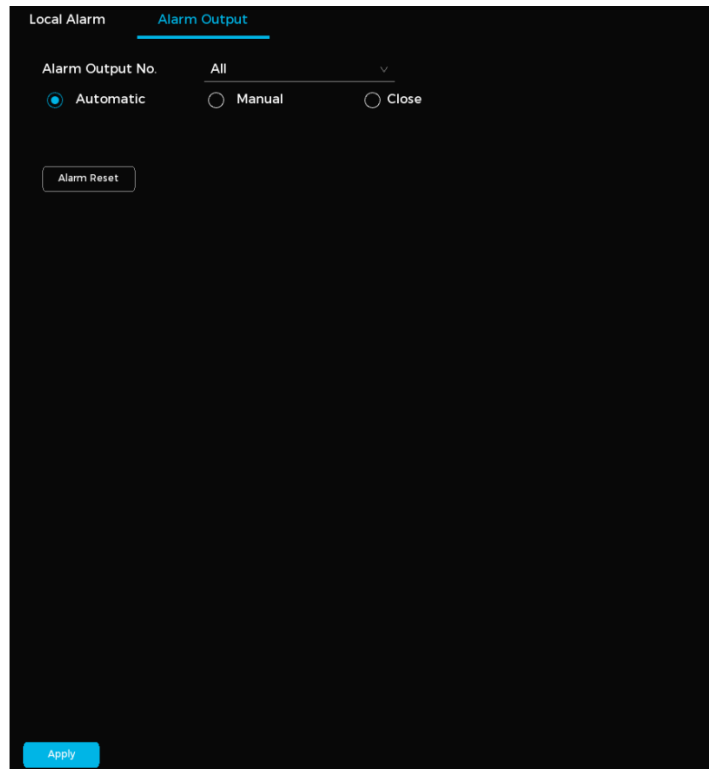 Local Alarm Alarm Output
Alarm Output No. All
Automatic Manual Close
Alarm Reset
Apply